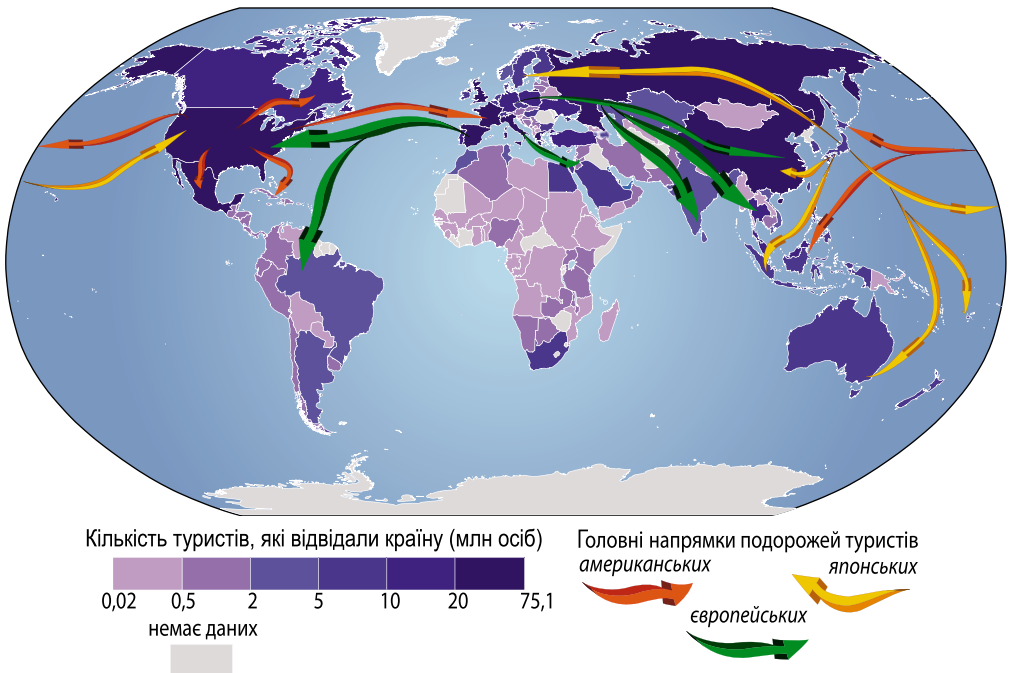 Кількість туристів, які відвідали країну (млн осіб)
0,02 0,5 2 5 10 20 75,1
немає даних
Головні напрямки подорожей туристів
американських
японських
європейських